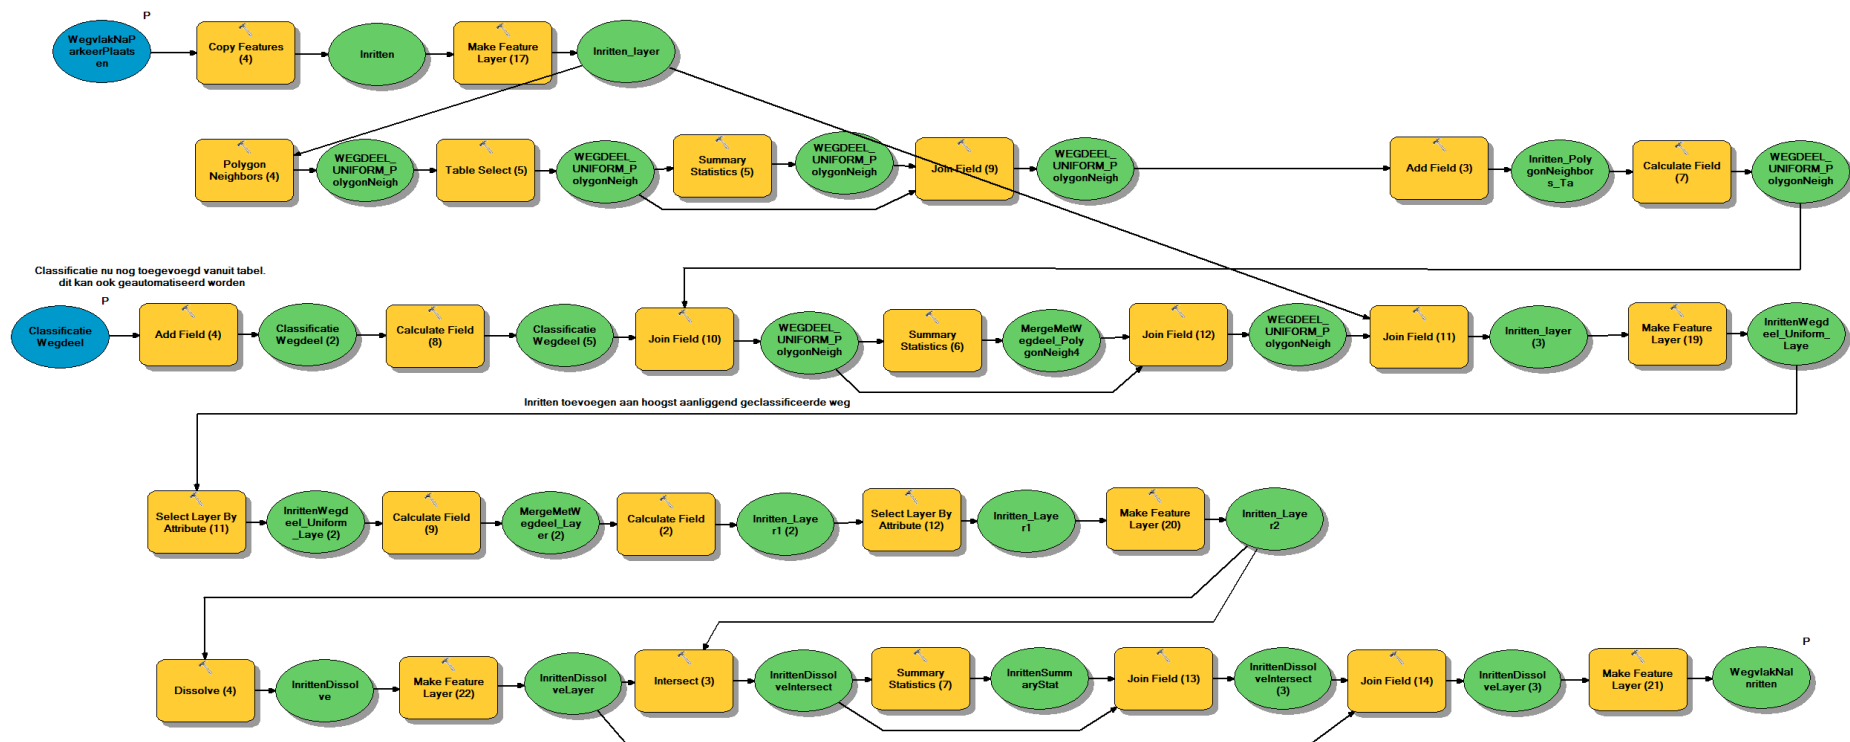 P
WegvlakNaP
arkeerPlaats
en
Copy Features
(4)
Inritten
Make Feature
Layer (17)
Inritten_layer
Polygon
Neighbors (4)
WEGDEEL_
UNIFORM_P
olygonNeigh
Table Select (5)
WEGDEEL_
UNIFORM_P
olygonNeigh
Summary
Statistics (5)
WEGDEEL_
UNIFORM_P
olygonNeigh
Join Field (9)
WEGDEEL_
UNIFORM_P
olygonNeigh
Add Field (3)
Inritten_Poly
gonNeighbor
s_Ta
Calculate Field
(7)
WEGDEEL_
UNIFORM_P
olygonNeigh
Classificatie nu nog toegevoegd vanuit tabel.
dit kan ook geautomatiseerd worden
P
Classificatie
Wegdeel
Add Field (4)
Classificatie
Wegdeel (2)
Calculate Field
(8)
Classificatie
Wegdeel (5)
Join Field (10)
WEGDEEL_
UNIFORM_P
olygonNeigh
Summary
Statistics (6)
MergeMetW
egdeel_Poly
gonNeigh4
Join Field (12)
WEGDEEL_
UNIFORM_P
olygonNeigh
Join Field (11)
Inritten_layer
(3)
Make Feature
Layer (19)
InrittenWegd
eel_Uniform_
Laye
Inritten toevoegen aan hoogst aanliggend geclassificeerde weg
Select Layer By
Attribute (11)
InrittenWegd
eel_Uniform
_Laye (2)
Calculate Field
(9)
MergeMetW
egdeel_Lay
er (2)
Calculate Field
(2)
Inritten_Laye
r1 (2)
Select Layer By
Attribute (12)
Inritten_Laye
r1
Make Feature
Layer (20)
Inritten_Laye
r2
Dissolve (4)
InrittenDissol
ve
Make Feature
Layer (22)
InrittenDissol
veLayer
Intersect (3)
InrittenDissol
veIntersect
Summary
Statistics (7)
InrittenSumm
aryStat
Join Field (13)
InrittenDissol
veIntersect
(3)
Join Field (14)
InrittenDissol
veLayer (3)
Make Feature
Layer (21)
P
WegvlakNaI
nritten